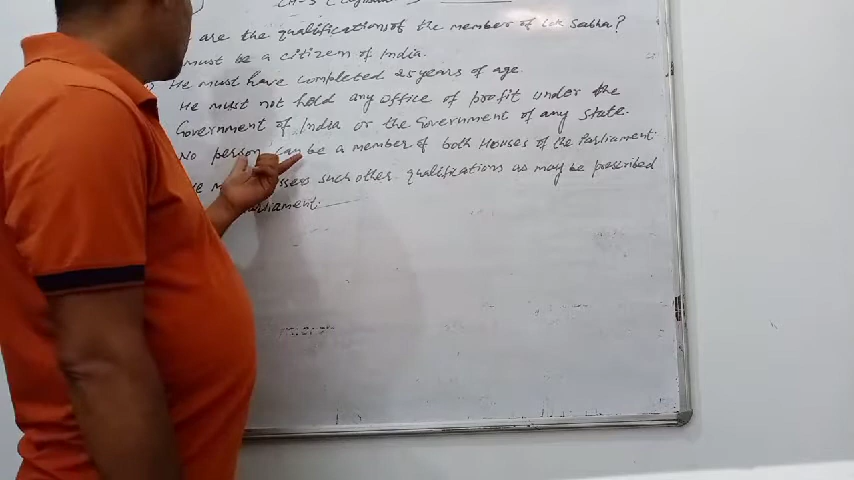 CH-3
are the qualifications of the member of Lok Sabha?
must be a citizen of India.
He must have completed 25 years of age.
He must not hold any office of profit under the
Government of India or the Government of any state.
No person can be a member of both Houses of the Parliament
such other qualifications as may be prescribed